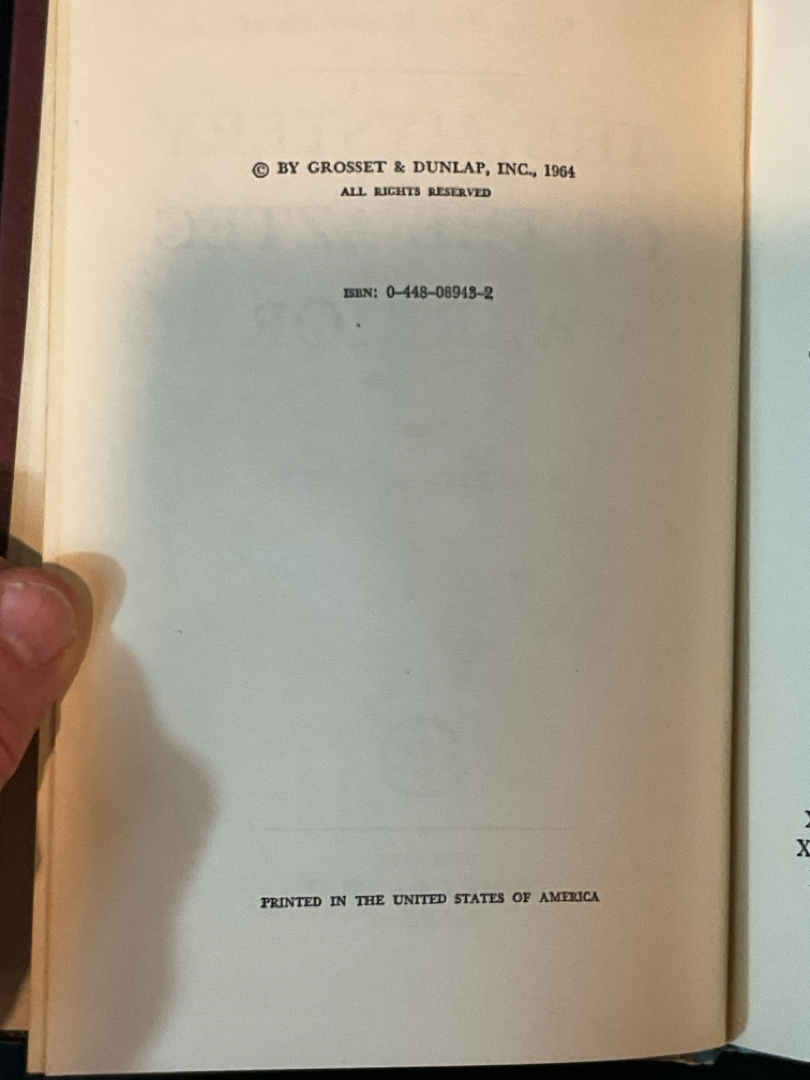 © BY GROSSET & DUNLAP, INC., 1964
ALL RIGHTS RESERVED
ISBN: 0-448-08943-2
PRINTED IN THE UNITED STATES OF AMERICA